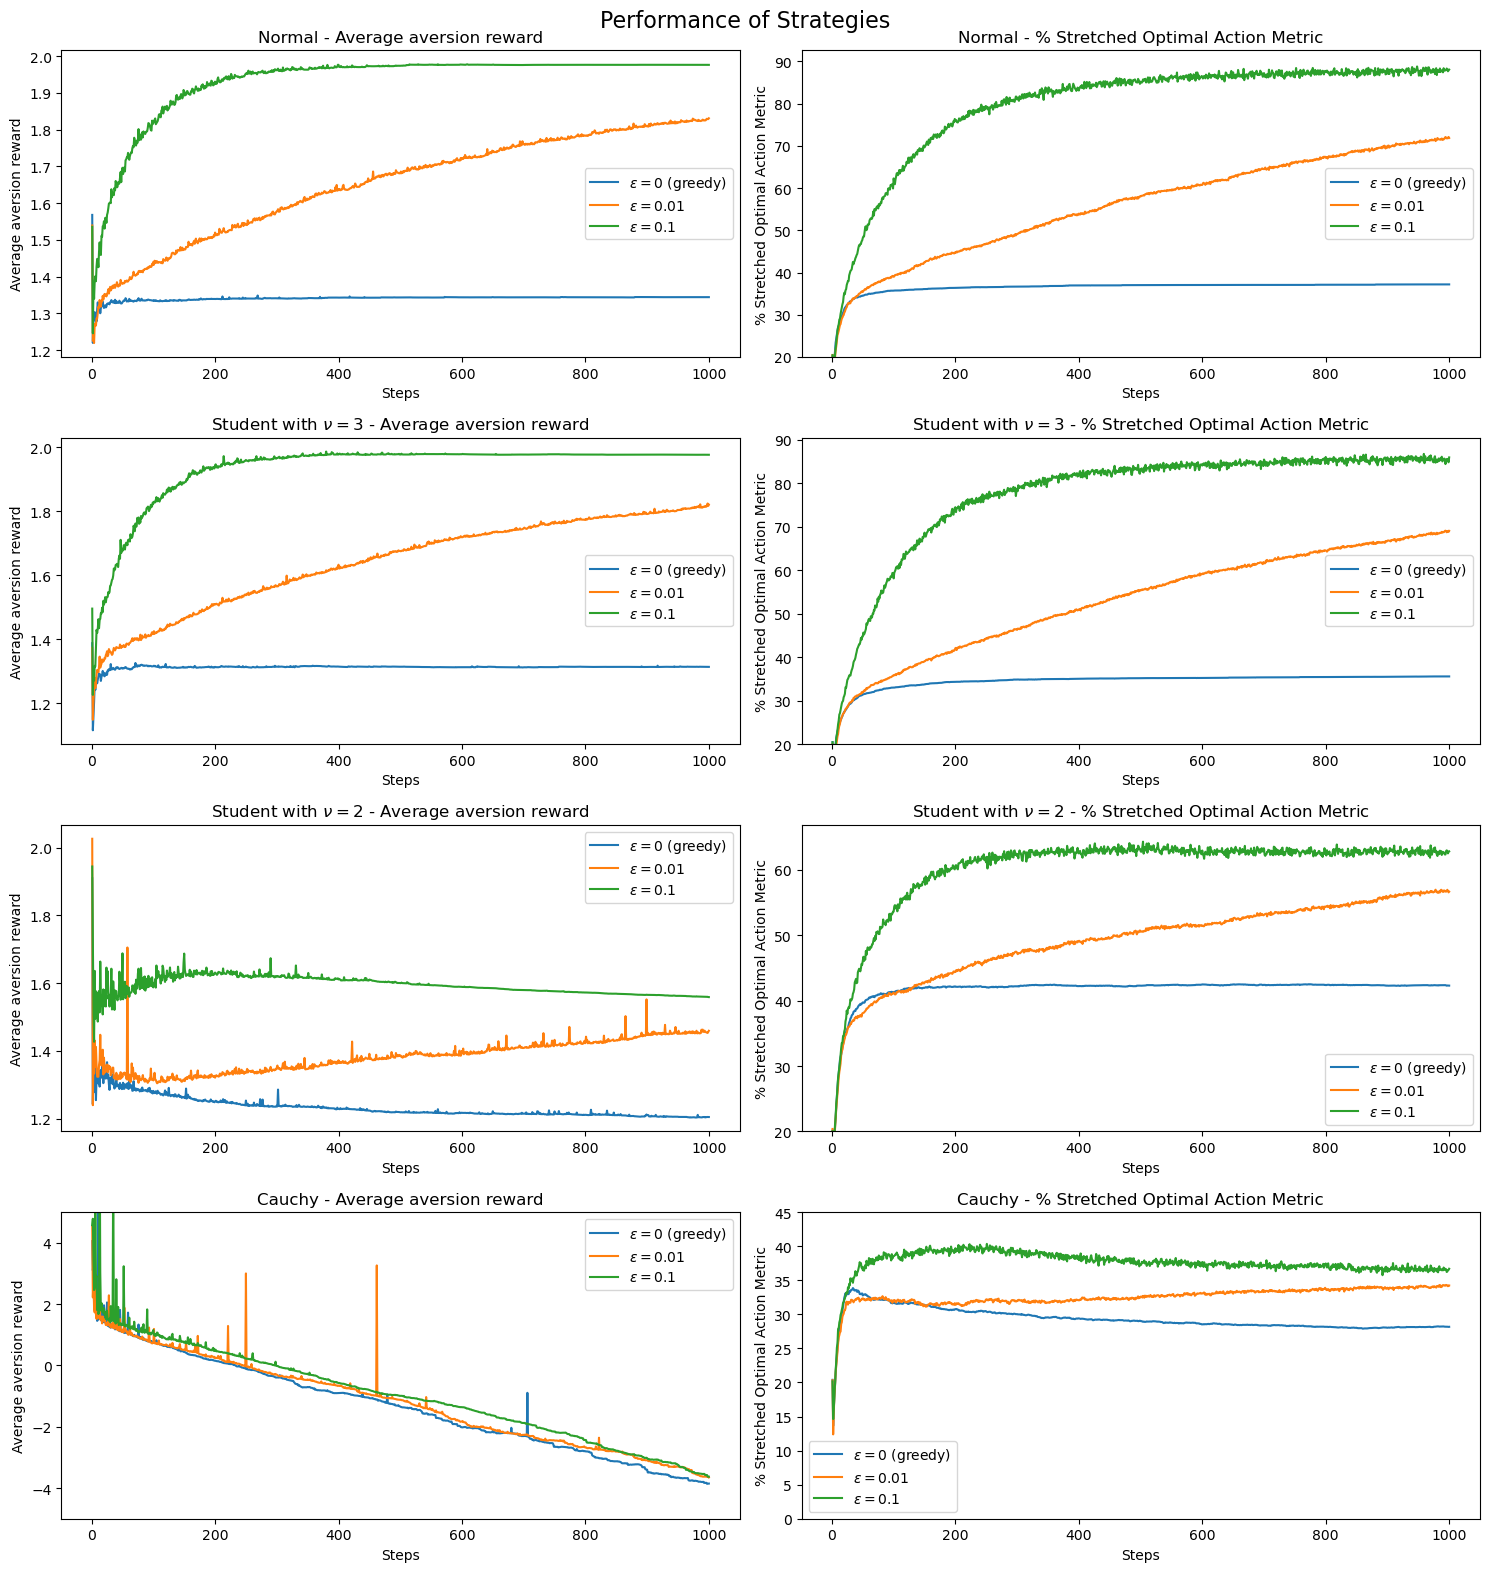 Performance of Strategies
Normal - Average aversion reward
Average aversion reward
2.0
1.9
1.8
1.7
1.6
1.5
1.4
1.3
1.2
0 200 400 600 800 1000
Steps
ε = 0 (greedy)
ε = 0.01
ε = 0.1
Normal - % Stretched Optimal Action Metric
% Stretched Optimal Action Metric
90
80
70
60
50
40
30
20
0 200 400 600 800 1000
Steps
ε = 0 (greedy)
ε = 0.01
ε = 0.1
Student with ν = 3 - Average aversion reward
Average aversion reward
2.0
1.8
1.6
1.4
1.2
0 200 400 600 800 1000
Steps
ε = 0 (greedy)
ε = 0.01
ε = 0.1
Student with ν = 3 - % Stretched Optimal Action Metric
% Stretched Optimal Action Metric
90
80
70
60
50
40
30
20
0 200 400 600 800 1000
Steps
ε = 0 (greedy)
ε = 0.01
ε = 0.1
Student with ν = 2 - Average aversion reward
Average aversion reward
2.0
1.8
1.6
1.4
1.2
0 200 400 600 800 1000
Steps
ε = 0 (greedy)
ε = 0.01
ε = 0.1
Student with ν = 2 - % Stretched Optimal Action Metric
% Stretched Optimal Action Metric
60
50
40
30
20
0 200 400 600 800 1000
Steps
ε = 0 (greedy)
ε = 0.01
ε = 0.1
Cauchy - Average aversion reward
Average aversion reward
4
2
0
−2
−4
0 200 400 600 800 1000
Steps
ε = 0 (greedy)
ε = 0.01
ε = 0.1
Cauchy - % Stretched Optimal Action Metric
% Stretched Optimal Action Metric
45
40
35
30
25
20
15
10
5
0
0 200 400 600 800 1000
Steps
ε = 0 (greedy)
ε = 0.01
ε = 0.1